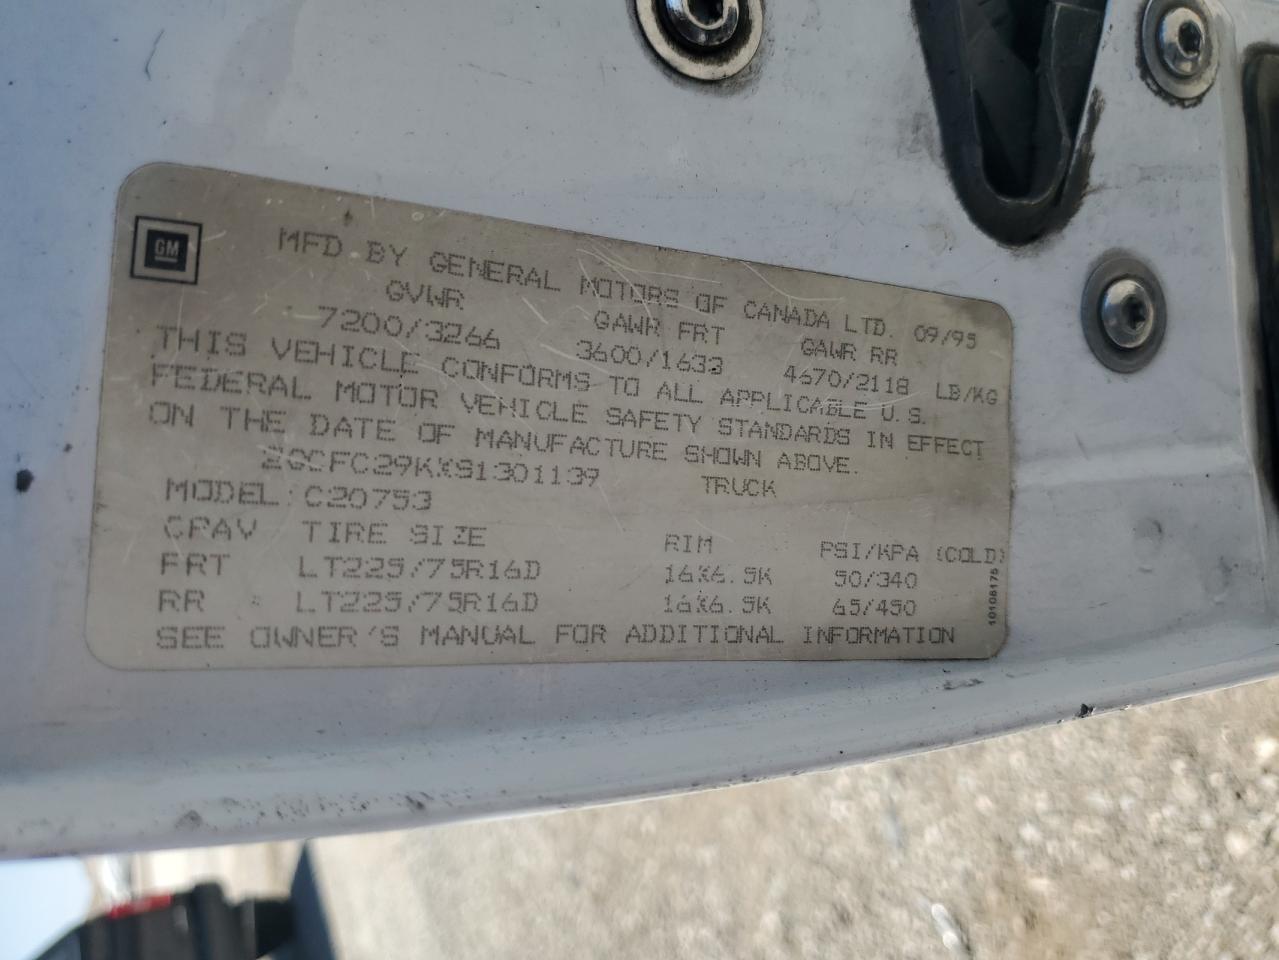 GM
MFD BY GENERAL MOTORS OF CANADA LTD. 09/95
GVWR GAWR FRT GAWR RR
7200/3266 3600/1633 4670/2118 LB/KG
THIS VEHICLE CONFORMS TO ALL APPLICABLE U.S.
FEDERAL MOTOR VEHICLE SAFETY STANDARDS IN EFFECT
ON THE DATE OF MANUFACTURE SHOWN ABOVE.
2GCFC29KXS1301139 TRUCK
MODEL: C20753
GPAV TIRE SIZE RIM PSI/KPA (COLD)
FRT LT225/75R16D 16X6.5K 50/340
RR LT225/75R16D 16X6.5K 65/450
SEE OWNER'S MANUAL FOR ADDITIONAL INFORMATION
10106175